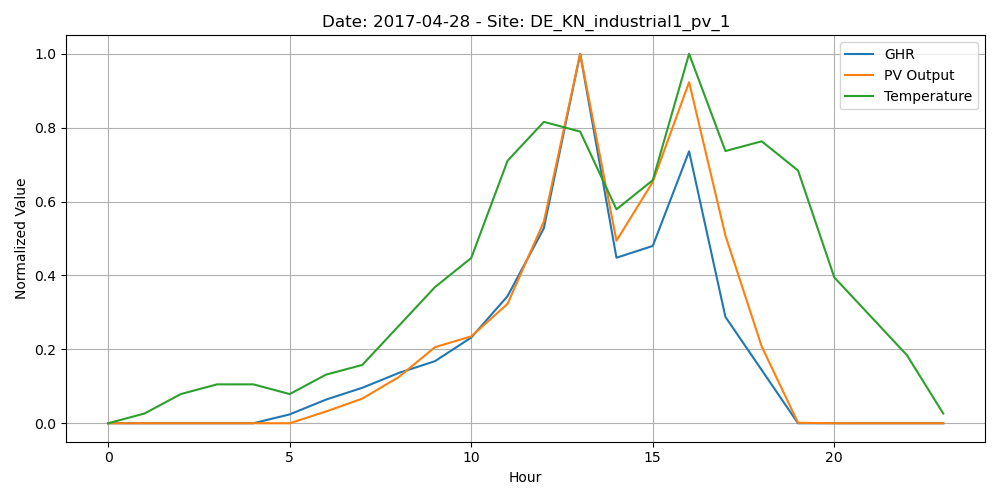 Date: 2017-04-28 - Site: DE_KN_industrial1_pv_1
GHR
PV Output
Temperature
Normalized Value
1.0
0.8
0.6
0.4
0.2
0.0
0
5
10
15
20
Hour